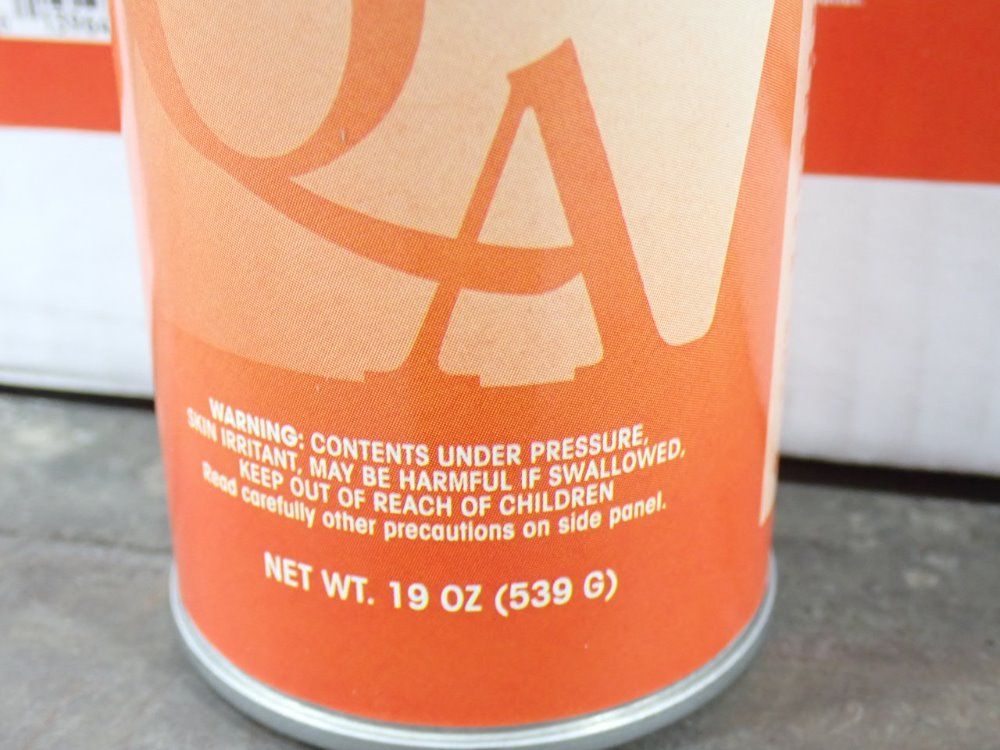 QA
WARNING: CONTENTS UNDER PRESSURE,
SKIN IRRITANT, MAY BE HARMFUL IF SWALLOWED,
KEEP OUT OF REACH OF CHILDREN
Read carefully other precautions on side panel.
NET WT. 19 OZ (539 G)